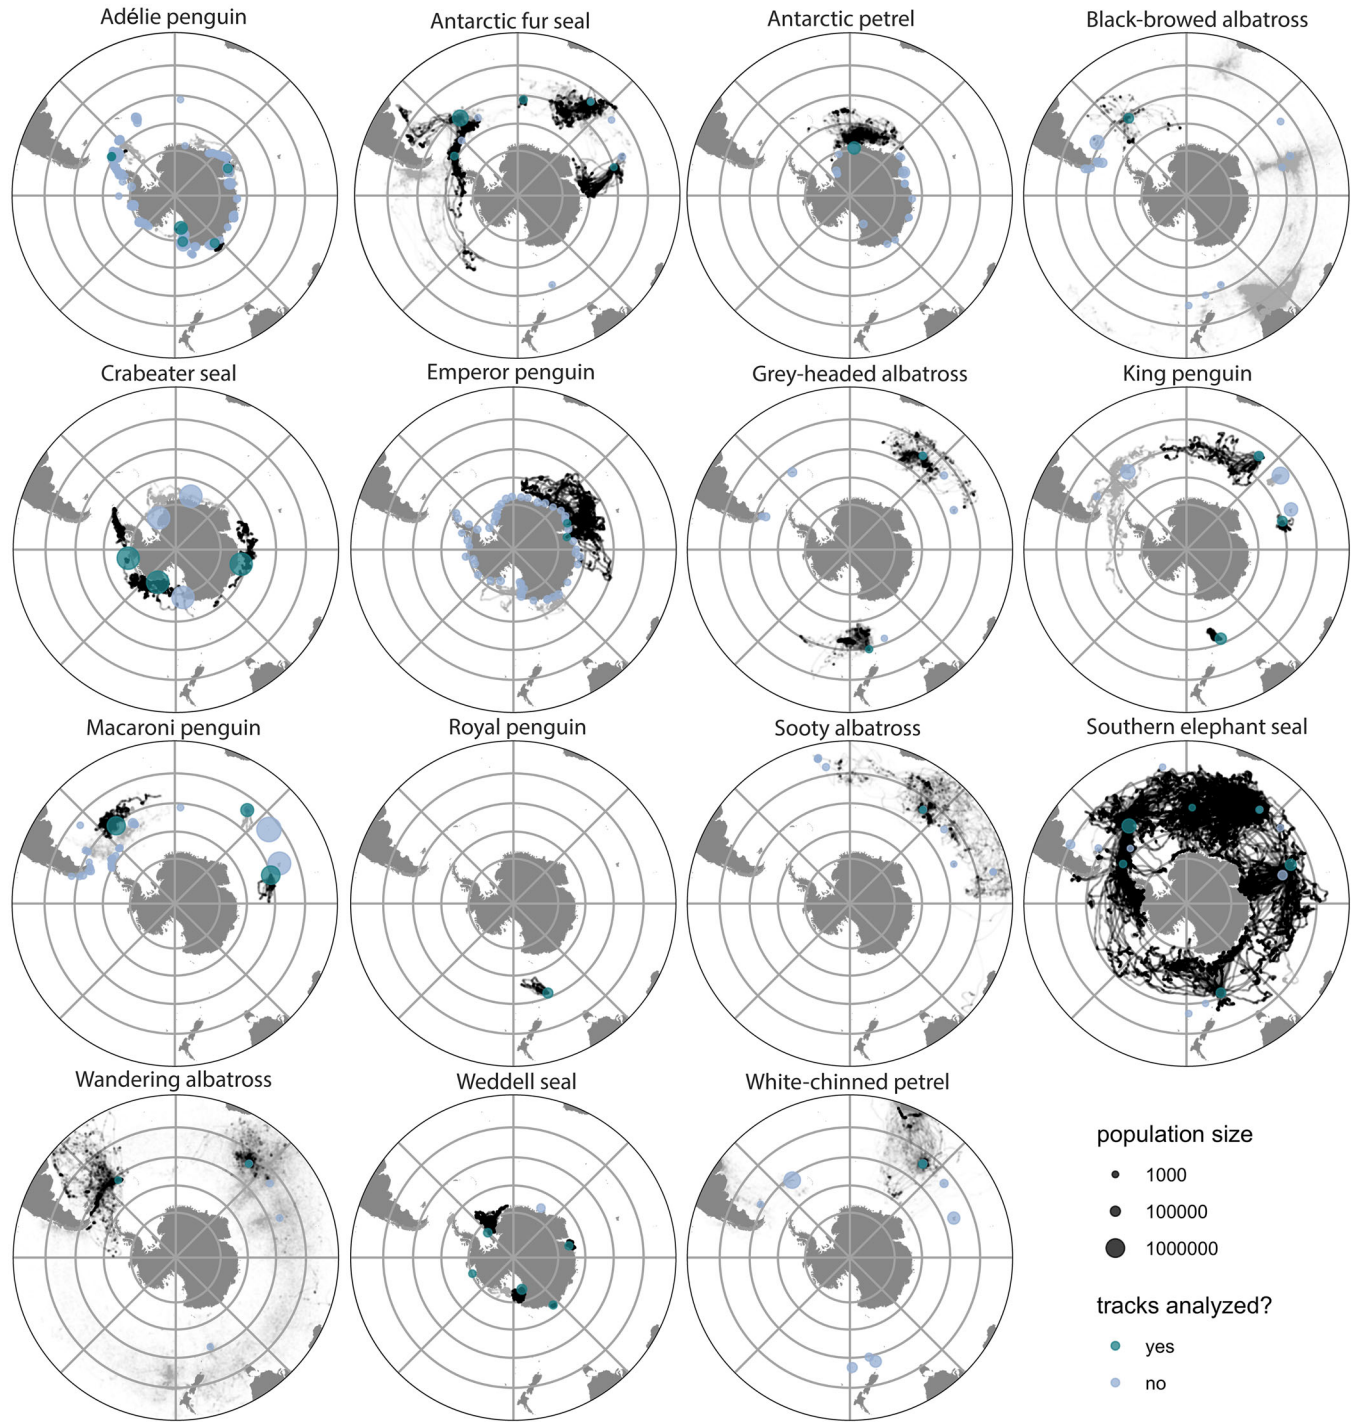 Adélie penguin
Antarctic fur seal
Antarctic petrel
Black-browed albatross
Crabeater seal
Emperor penguin
Grey-headed albatross
King penguin
Macaroni penguin
Royal penguin
Sooty albatross
Southern elephant seal
Wandering albatross
Weddell seal
White-chinned petrel
population size
1000
100000
1000000
tracks analyzed?
yes
no